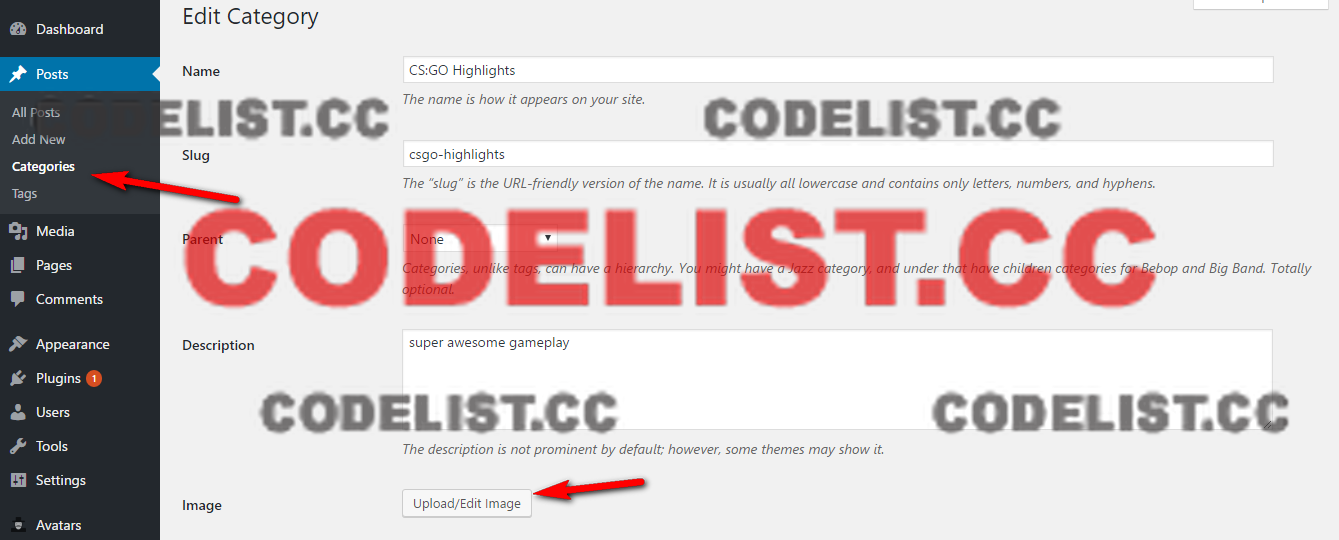 Dashboard
Posts
All Posts
Add New
Categories
Tags
Media
Pages
Comments
Appearance
Plugins 1
Users
Tools
Settings
Avatars
Edit Category
Name
CS:GO Highlights
The name is how it appears on your site.
CODELIST.CC
CODELIST.CC
Slug
csgo-highlights
The “slug” is the URL-friendly version of the name. It is usually all lowercase and contains only letters, numbers, and hyphens.
CODELIST.CC
Parent
None
Categories, unlike tags, can have a hierarchy. You might have a Jazz category, and under that have children categories for Bebop and Big Band. Totally
optional.
Description
super awesome gameplay
CODELIST.CC
CODELIST.CC
The description is not prominent by default; however, some themes may show it.
Image
Upload/Edit Image